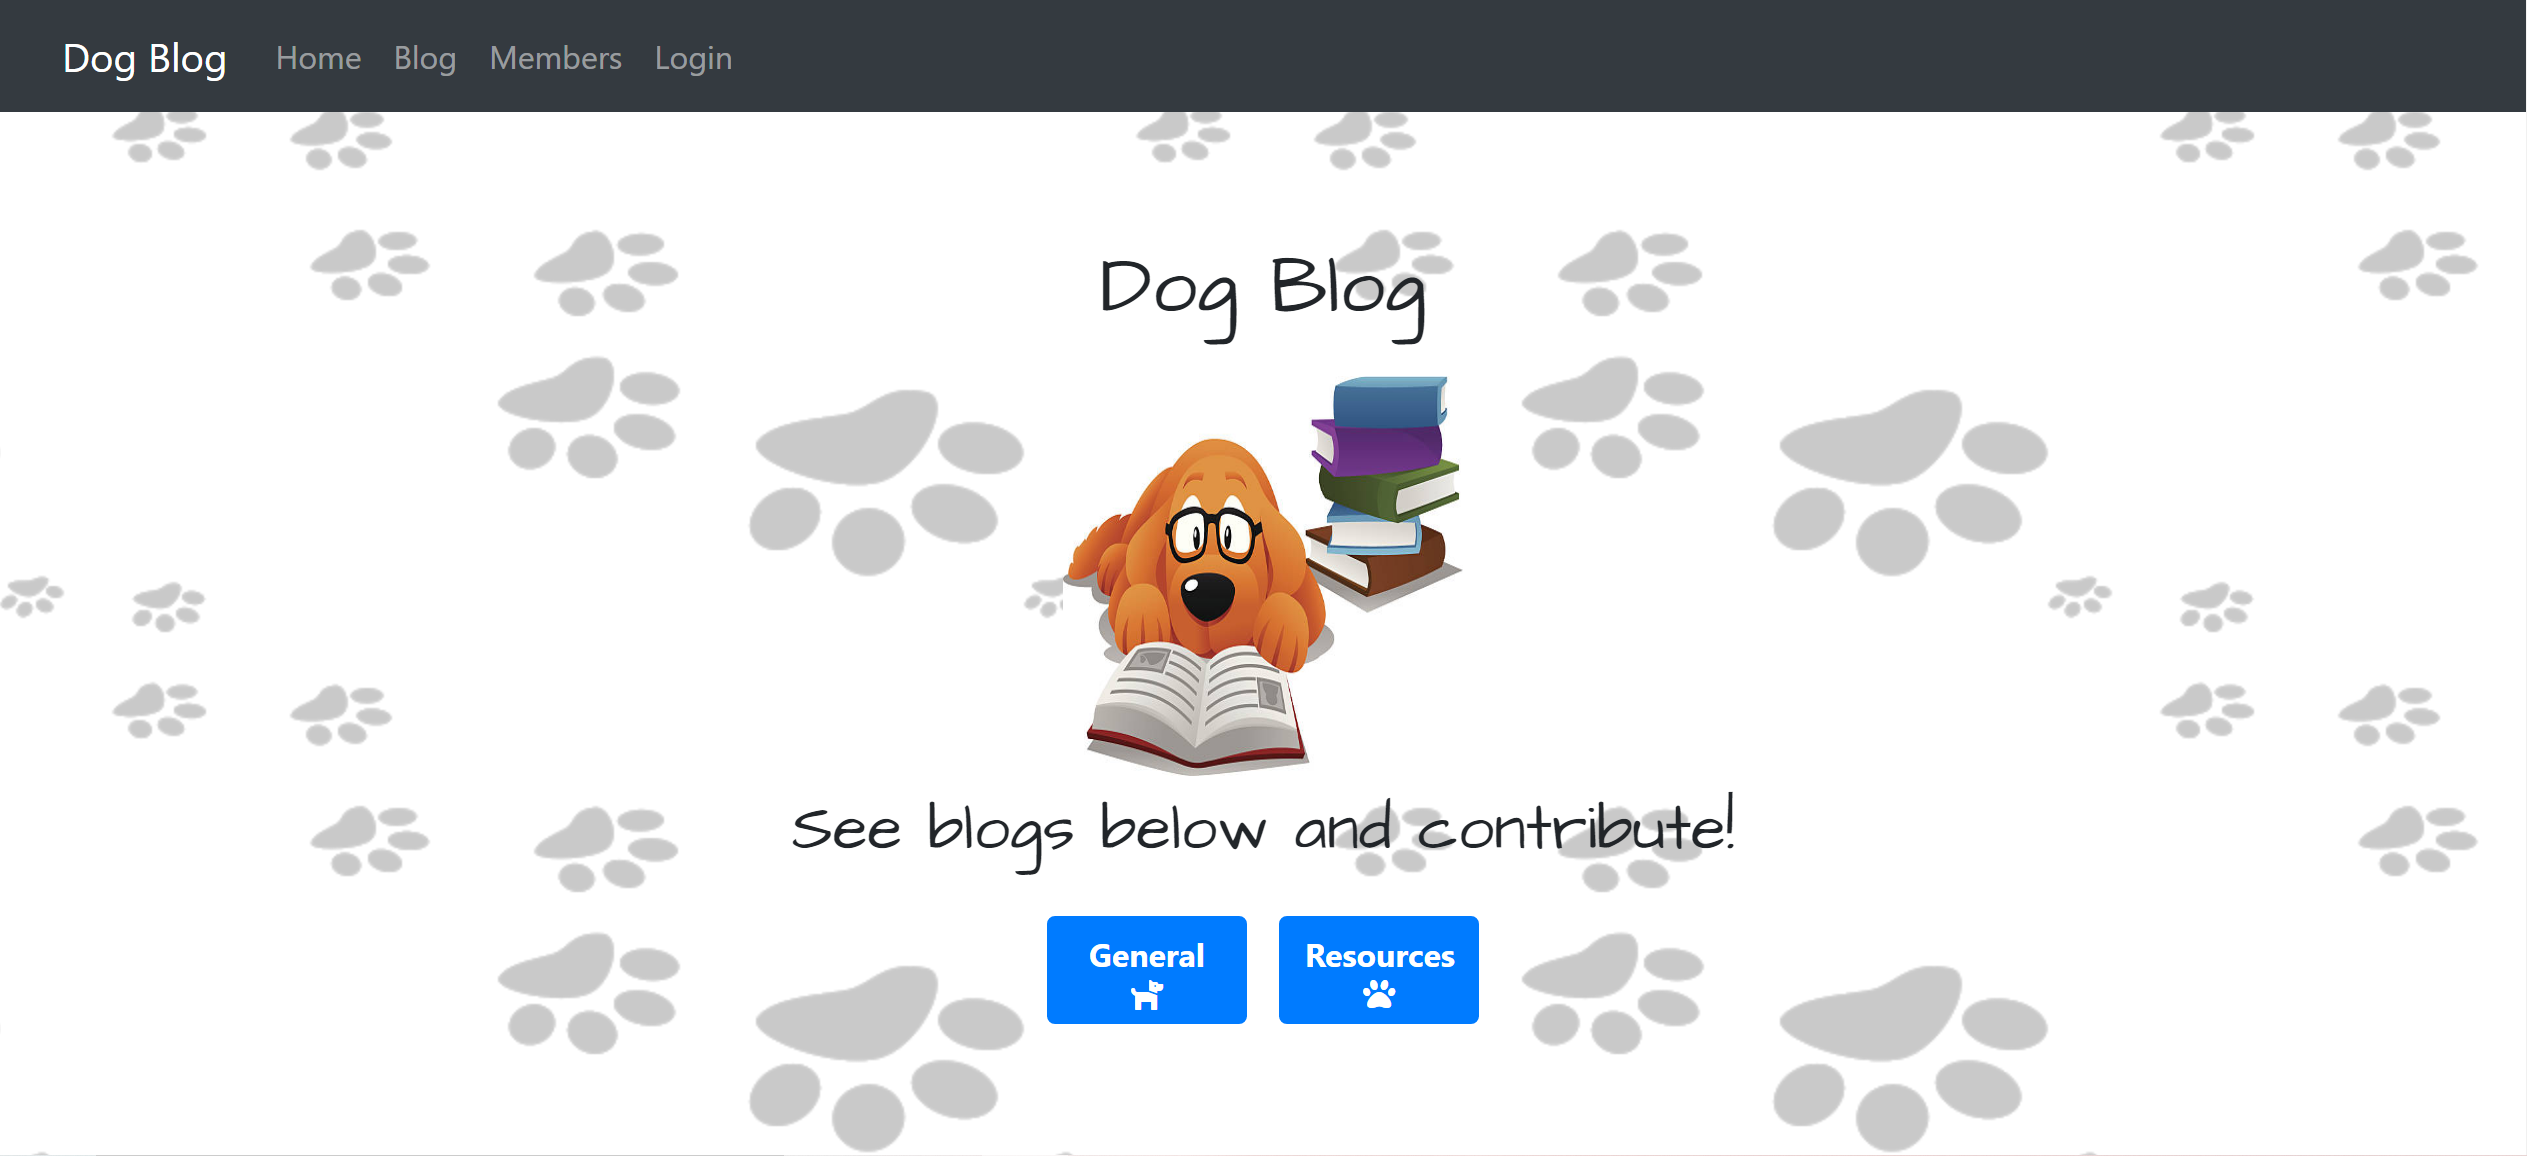 Dog Blog Home Blog Members Login
Dog Blog
See blogs below and contribute!
General Resources